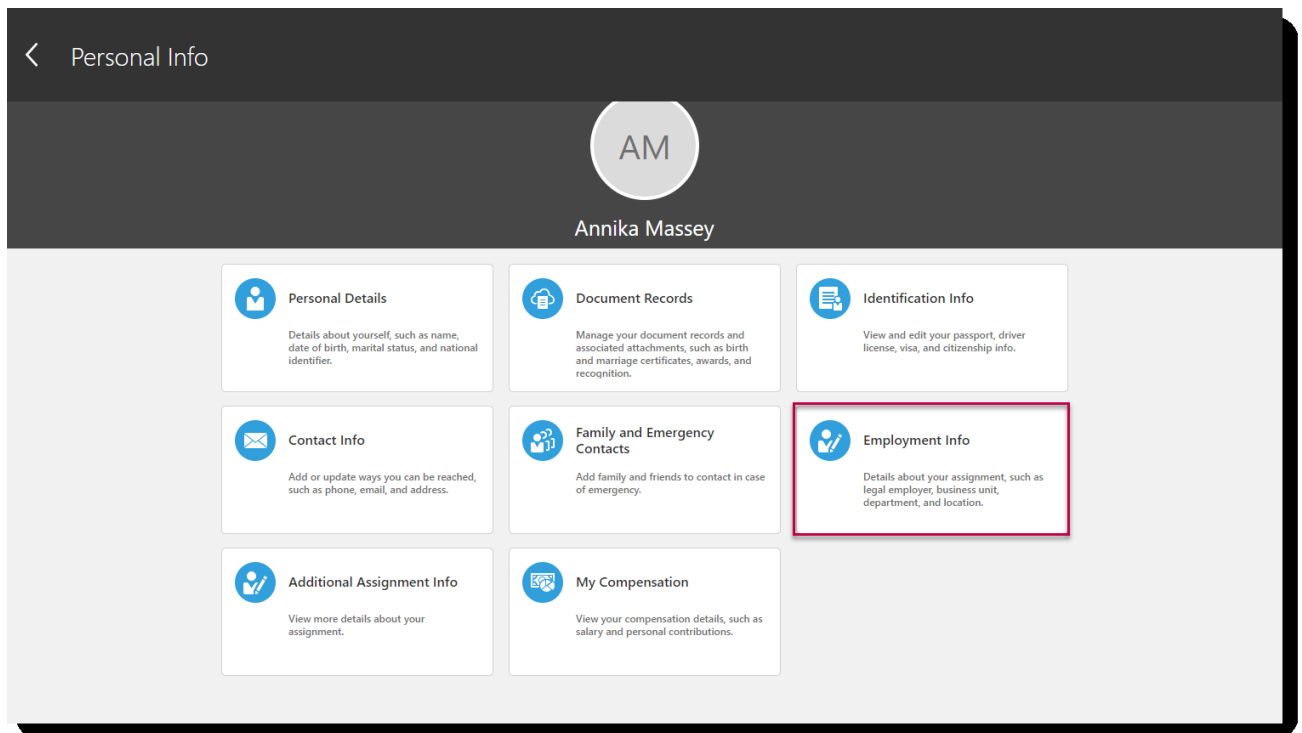 Personal Info
AM
Annika Massey
Personal Details
Details about yourself, such as name,
date of birth, marital status, and national
identifier.
Document Records
Manage your document records and
associated attachments, such as birth
and marriage certificates, awards, and
recognition.
Identification Info
View and edit your passport, driver
license, visa, and citizenship info.
Contact Info
Add or update ways you can be reached,
such as phone, email, and address.
Family and Emergency
Contacts
Add family and friends to contact in case
of emergency.
Employment Info
Details about your assignment, such as
legal employer, business unit,
department, and location.
Additional Assignment Info
View more details about your
assignment.
My Compensation
View your compensation details, such as
salary and personal contributions.